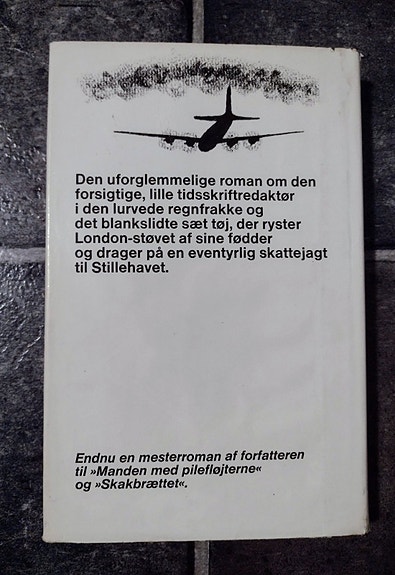 Den uforglemmelige roman om den
forsigtige, lille tidsskriftredaktør
i den lurvede regnfrakke og
det blankslidte sæt tøj, der ryster
London-støvet af sine fødder
og drager på en eventyrlig skattejagt
til Stillehavet.
Endnu en mesterroman af forfatteren
til »Manden med pilefløjterne«
og »Skakbrættet«.